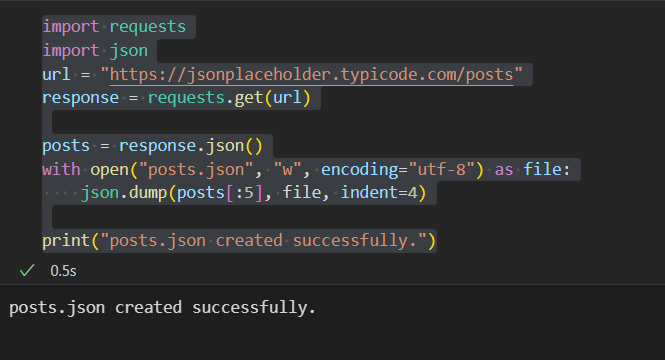 import requests
import json
url = "https://jsonplaceholder.typicode.com/posts"
response = requests.get(url)
posts = response.json()
with open("posts.json", "w", encoding="utf-8") as file:
    json.dump(posts[:5], file, indent=4)
print("posts.json created successfully.")
0.5s
posts.json created successfully.